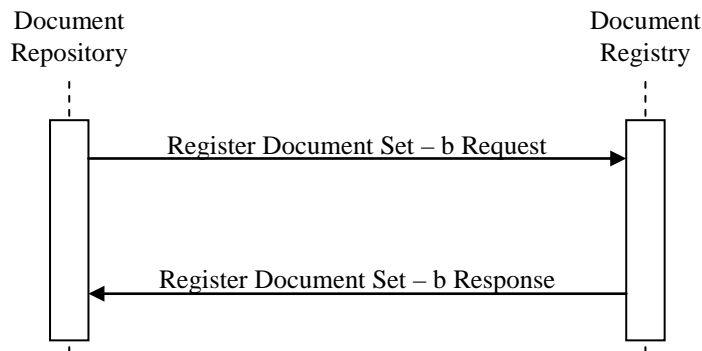 Document
Repository
Document
Registry
Register Document Set – b Request
Register Document Set – b Response